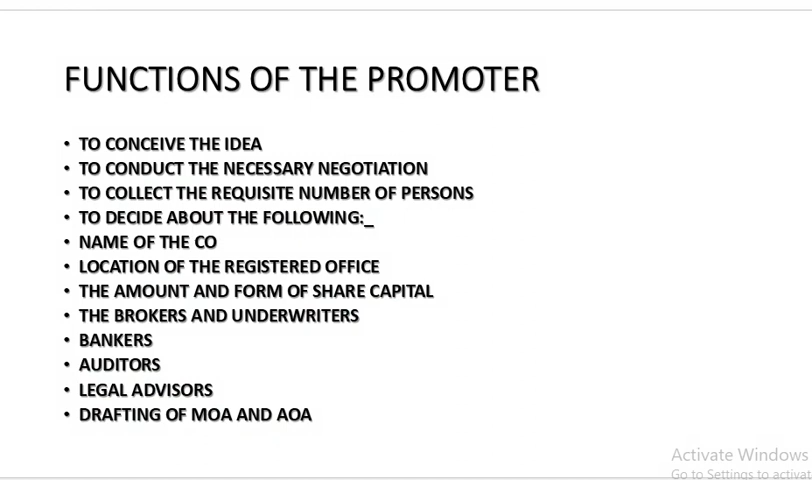 FUNCTIONS OF THE PROMOTER
• TO CONCEIVE THE IDEA
• TO CONDUCT THE NECESSARY NEGOTIATION
• TO COLLECT THE REQUISITE NUMBER OF PERSONS
• TO DECIDE ABOUT THE FOLLOWING:_
• NAME OF THE CO
• LOCATION OF THE REGISTERED OFFICE
• THE AMOUNT AND FORM OF SHARE CAPITAL
• THE BROKERS AND UNDERWRITERS
• BANKERS
• AUDITORS
• LEGAL ADVISORS
• DRAFTING OF MOA AND AOA
Activate Windows
Go to Settings to activat